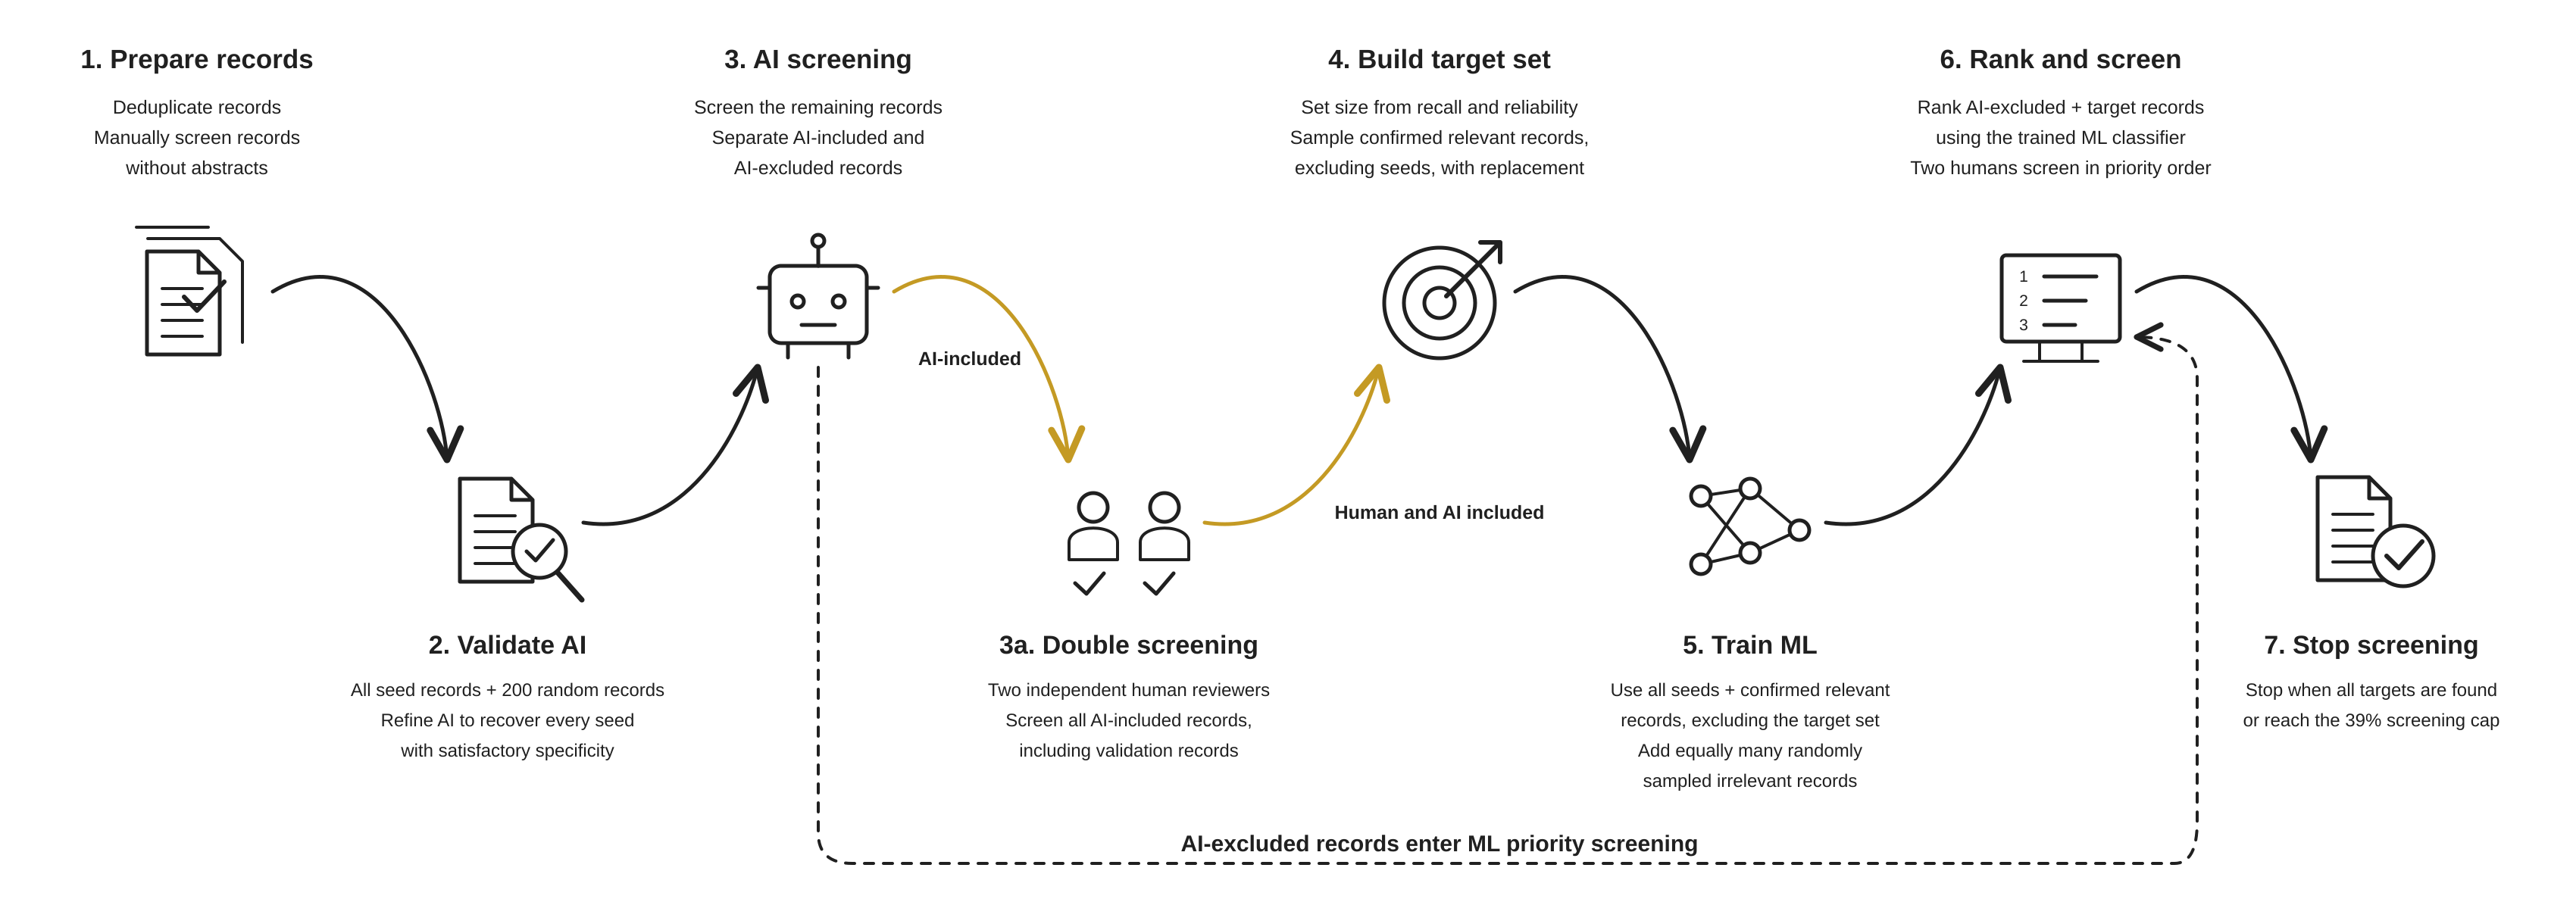 1. Prepare records
Deduplicate records
Manually screen records
without abstracts
2. Validate AI
All seed records + 200 random records
Refine AI to recover every seed
with satisfactory specificity
3. AI screening
Screen the remaining records
Separate AI-included and
AI-excluded records
AI-included
3a. Double screening
Two independent human reviewers
Screen all AI-included records,
including validation records
Human and AI included
4. Build target set
Set size from recall and reliability
Sample confirmed relevant records,
excluding seeds, with replacement
5. Train ML
Use all seeds + confirmed relevant
records, excluding the target set
Add equally many randomly
sampled irrelevant records
6. Rank and screen
Rank AI-excluded + target records
using the trained ML classifier
Two humans screen in priority order
1
2
3
7. Stop screening
Stop when all targets are found
or reach the 39% screening cap
AI-excluded records enter ML priority screening